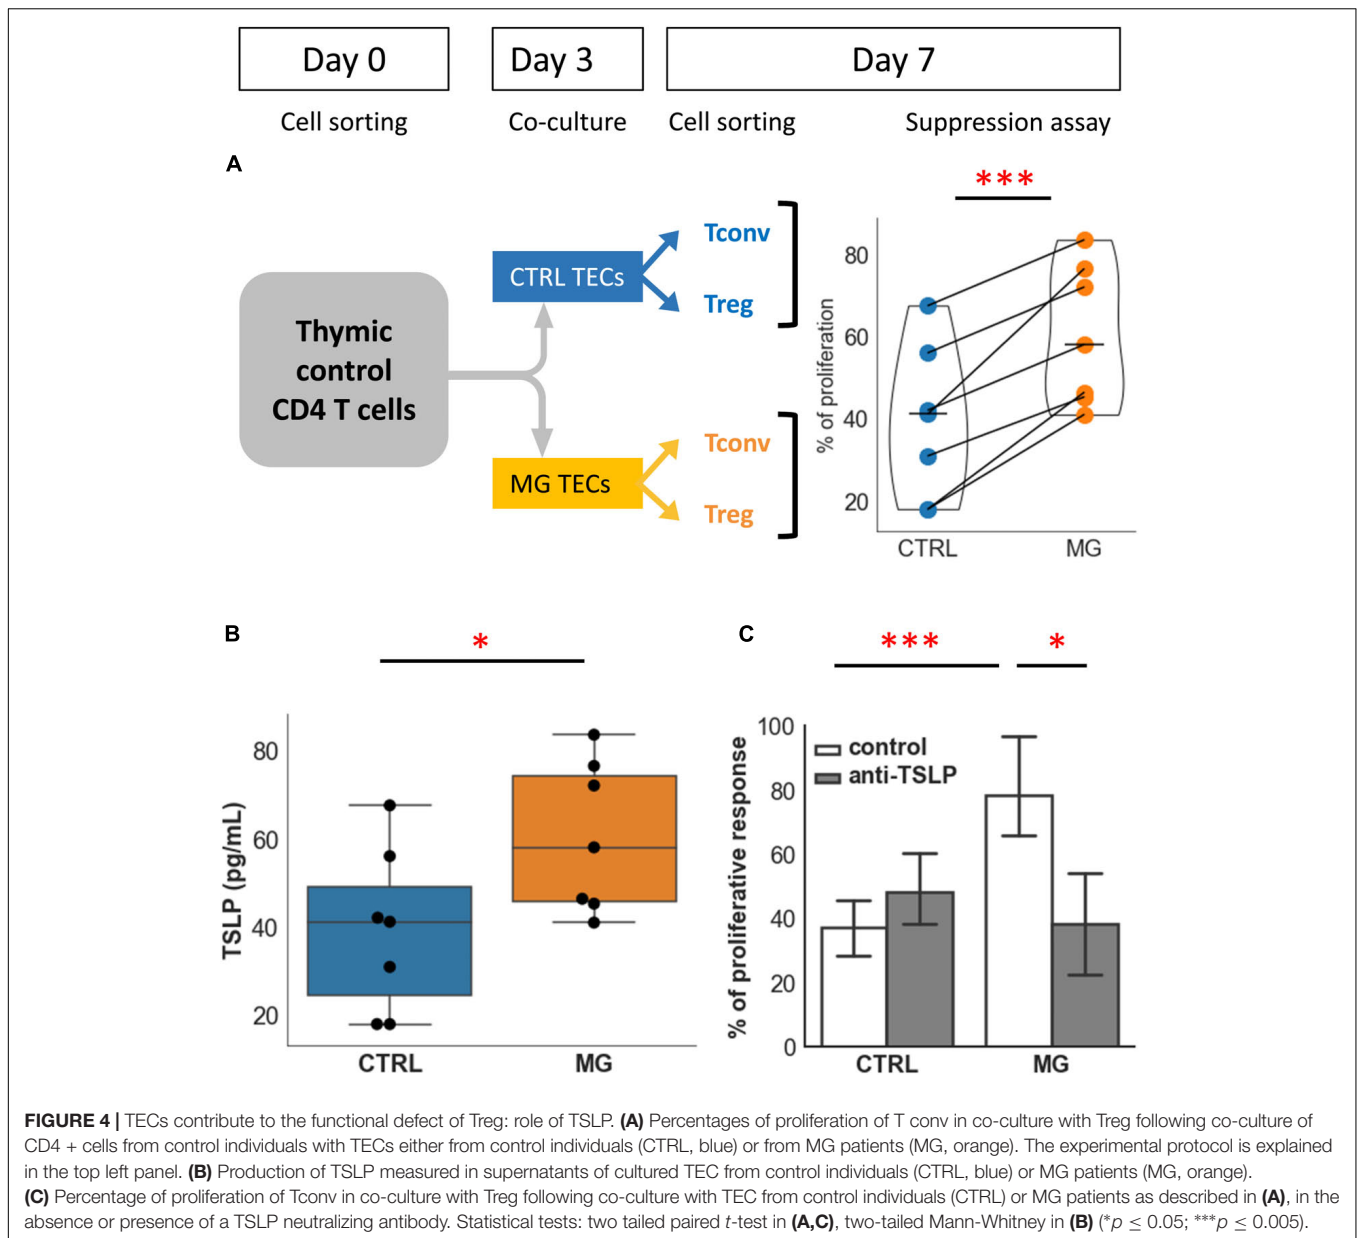 Day 0
Day 3
Day 7
Cell sorting
Co-culture
Cell sorting
Suppression assay
A
***
Thymic
control
CD4 T cells
CTRL TECs
MG TECs
Tconv
Treg
Tconv
Treg
% of proliferation
80
60
40
20
CTRL
MG
B
*
TSLP (pg/mL)
80
60
40
20
CTRL
MG
C
***
*
% of proliferative response
100
80
60
40
20
0
control
anti-TSLP
CTRL
MG
FIGURE 4 | TECs contribute to the functional defect of Treg: role of TSLP. (A) Percentages of proliferation of T conv in co-culture with Treg following co-culture of
CD4 + cells from control individuals with TECs either from control individuals (CTRL, blue) or from MG patients (MG, orange). The experimental protocol is explained
in the top left panel. (B) Production of TSLP measured in supernatants of cultured TEC from control individuals (CTRL, blue) or MG patients (MG, orange).
(C) Percentage of proliferation of Tconv in co-culture with Treg following co-culture with TEC from control individuals (CTRL) or MG patients as described in (A), in the
absence or presence of a TSLP neutralizing antibody. Statistical tests: two tailed paired t-test in (A,C), two-tailed Mann-Whitney in (B) (*p ≤ 0.05; ***p ≤ 0.005).